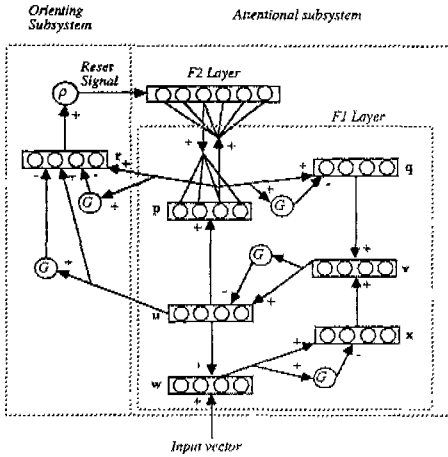 Orienting
Subsystem
Attentional subsystem
Reset
Signal
F2 Layer
ρ
F1 Layer
+
+
+
r
+
q
- + - -
+
+
-
G
+
G
p
+
G
+
+
G
+
v
-
+
+
u
+
x
+
-
+
w
+
G
+
Input vector